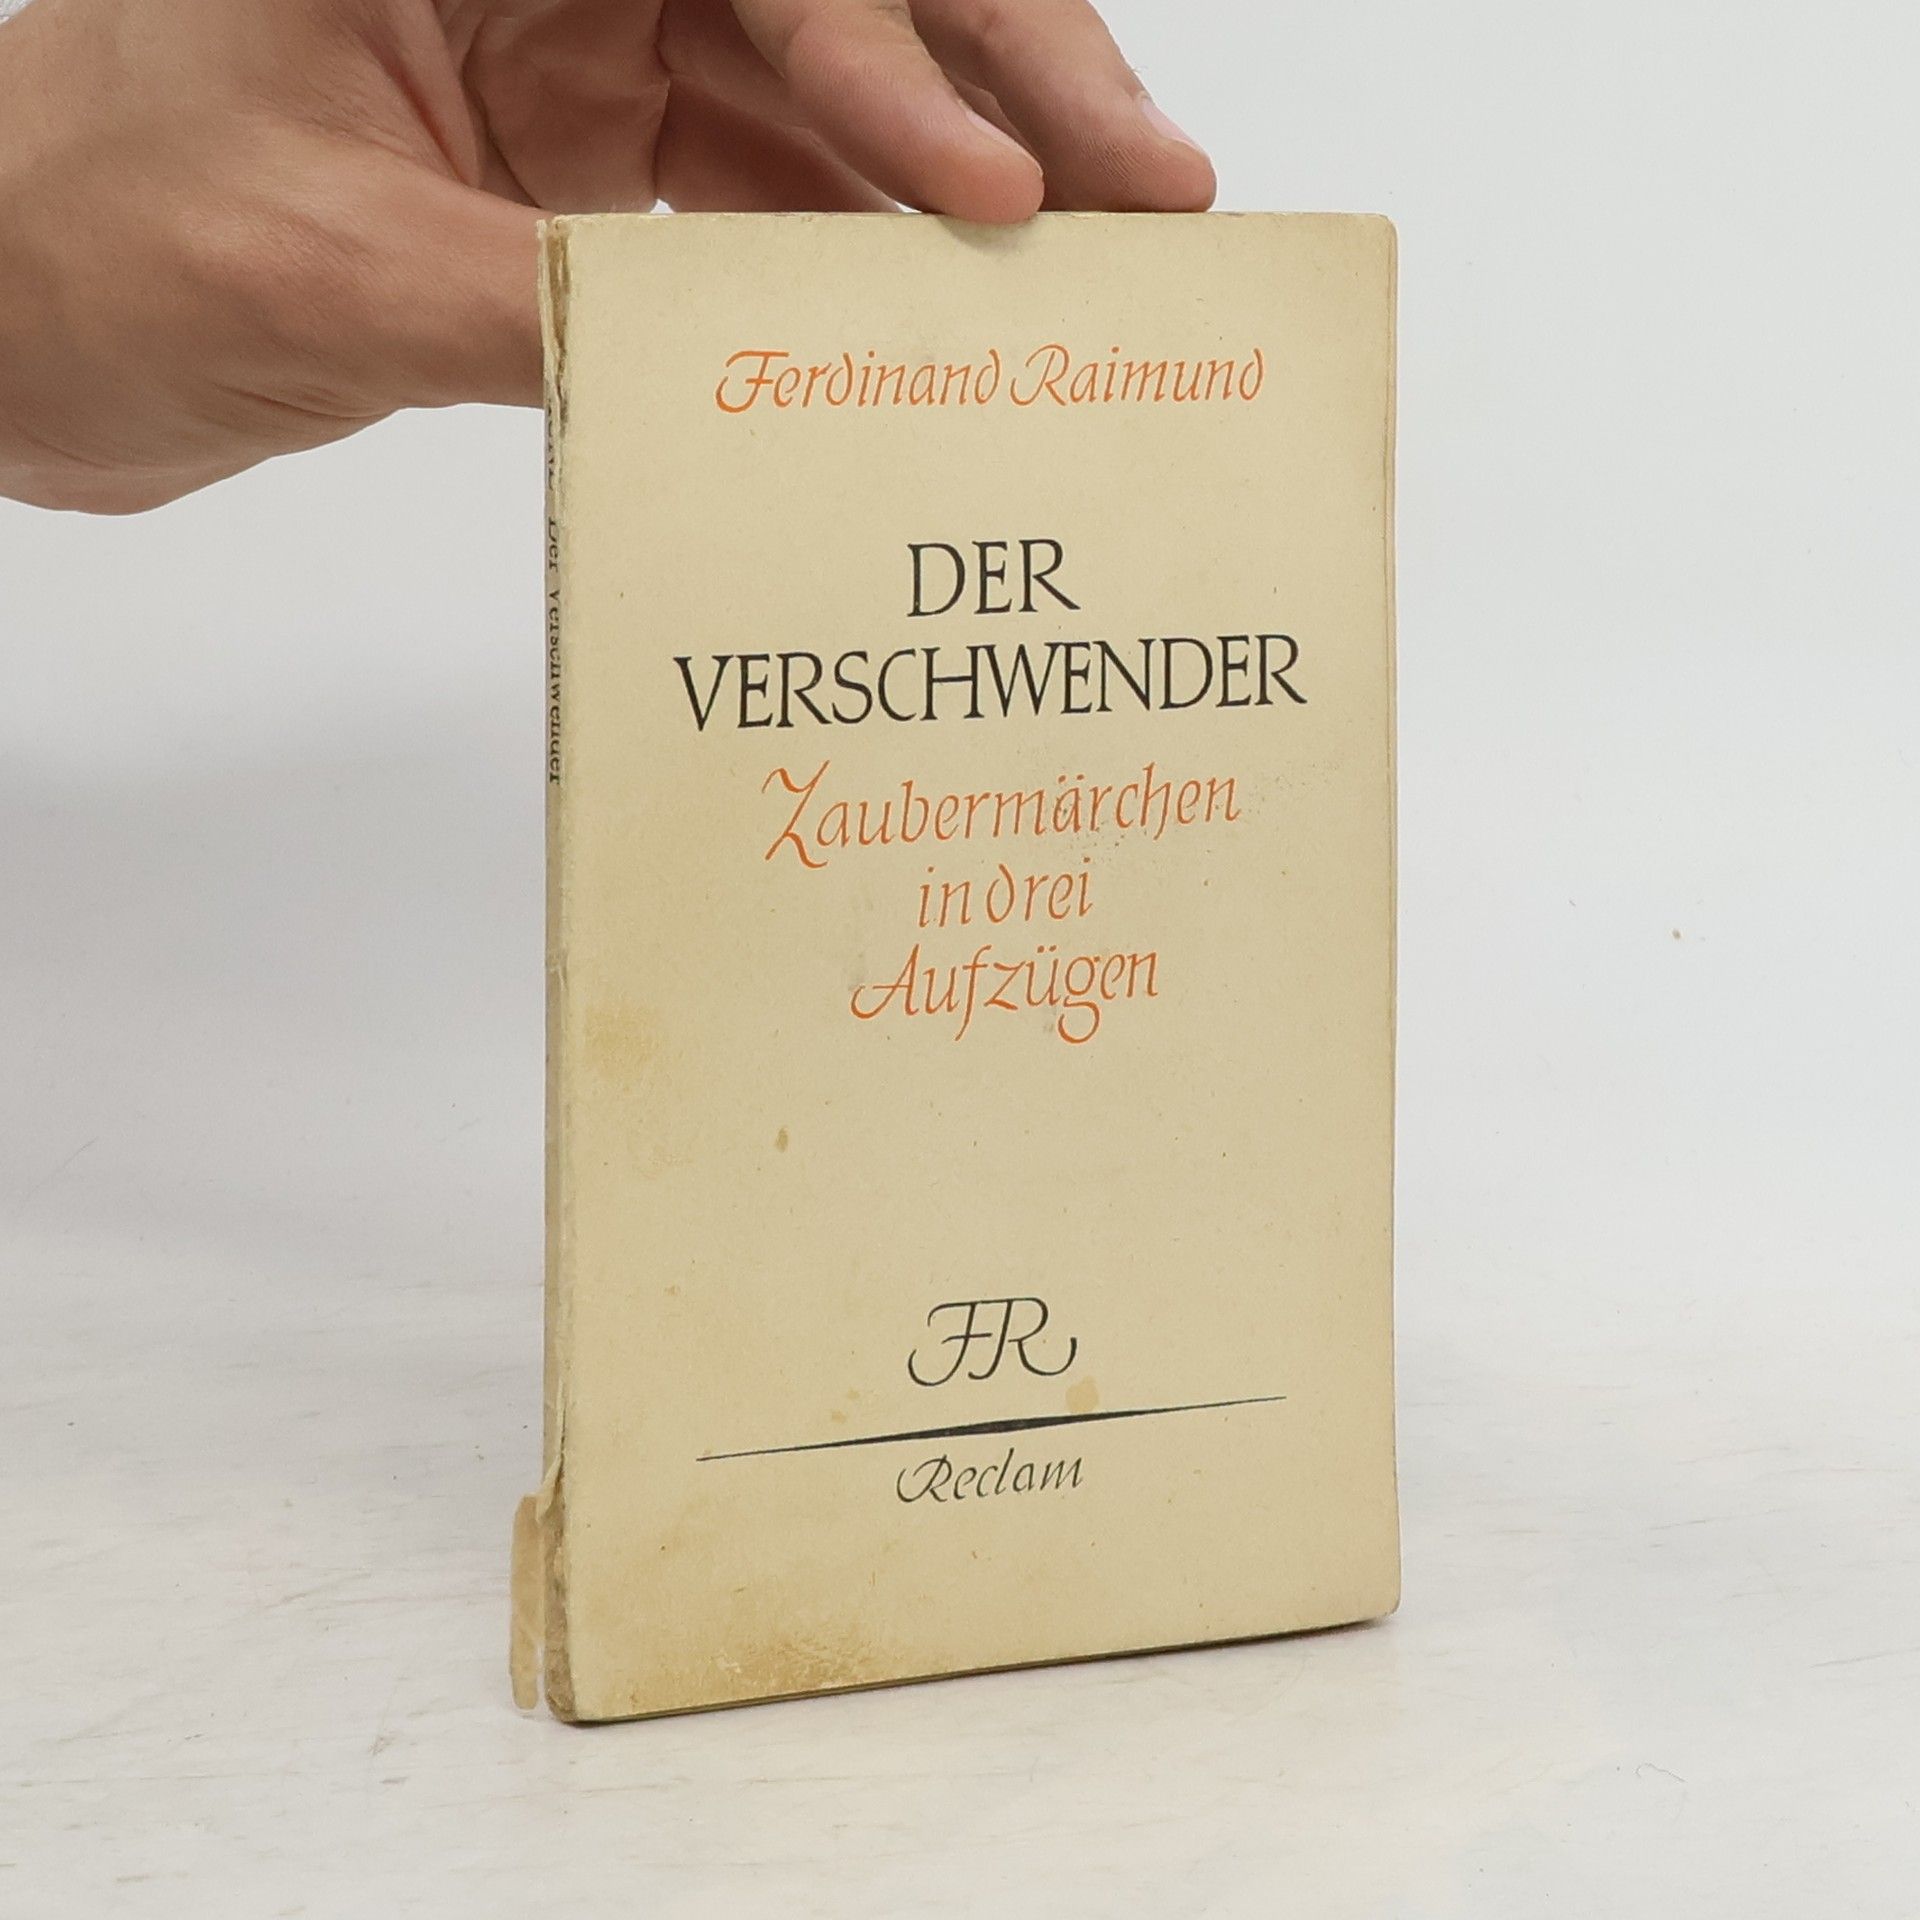 Ferdinand Raimund
DER
VERSCHWENDER
Zaubermärchen
in drei
Aufzügen
FR
Reclam
Der Verschwender